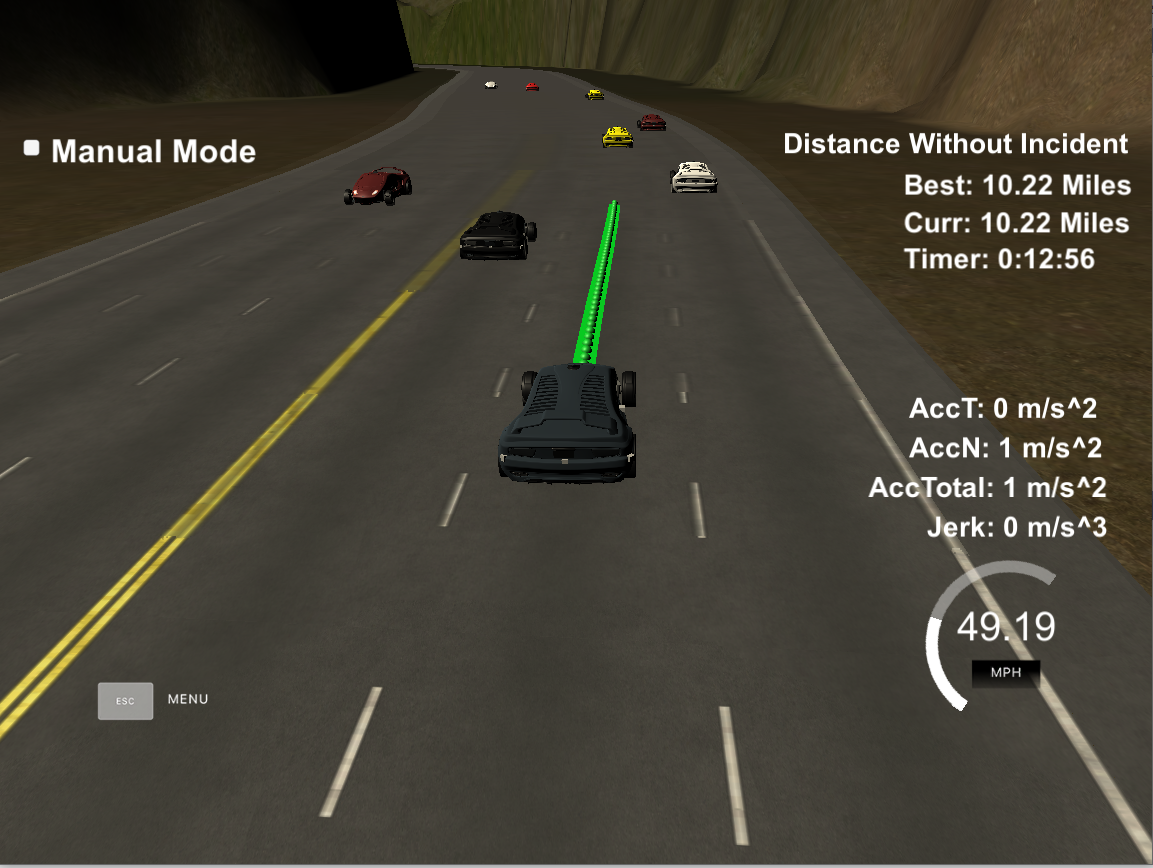 Manual Mode
Distance Without Incident
Best: 10.22 Miles
Curr: 10.22 Miles
Timer: 0:12:56
AccT: 0 m/s^2
AccN: 1 m/s^2
AccTotal: 1 m/s^2
Jerk: 0 m/s^3
49.19
MPH
ESC MENU